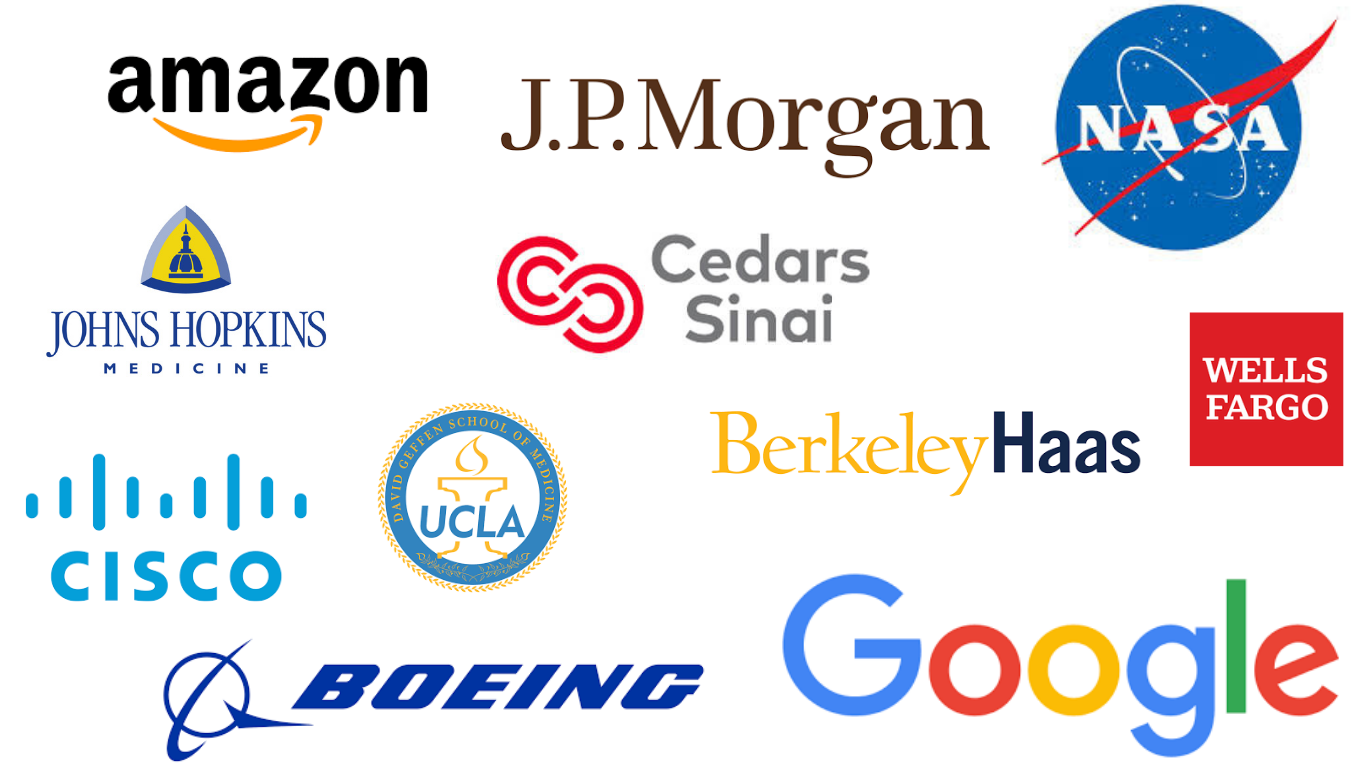 amazon
J.P.Morgan
NASA
JOHNS HOPKINS
MEDICINE
Cedars
Sinai
WELLS
FARGO
BerkeleyHaas
DAVID GEFFEN SCHOOL OF MEDICINE
UCLA
CISCO
BOEING
Google